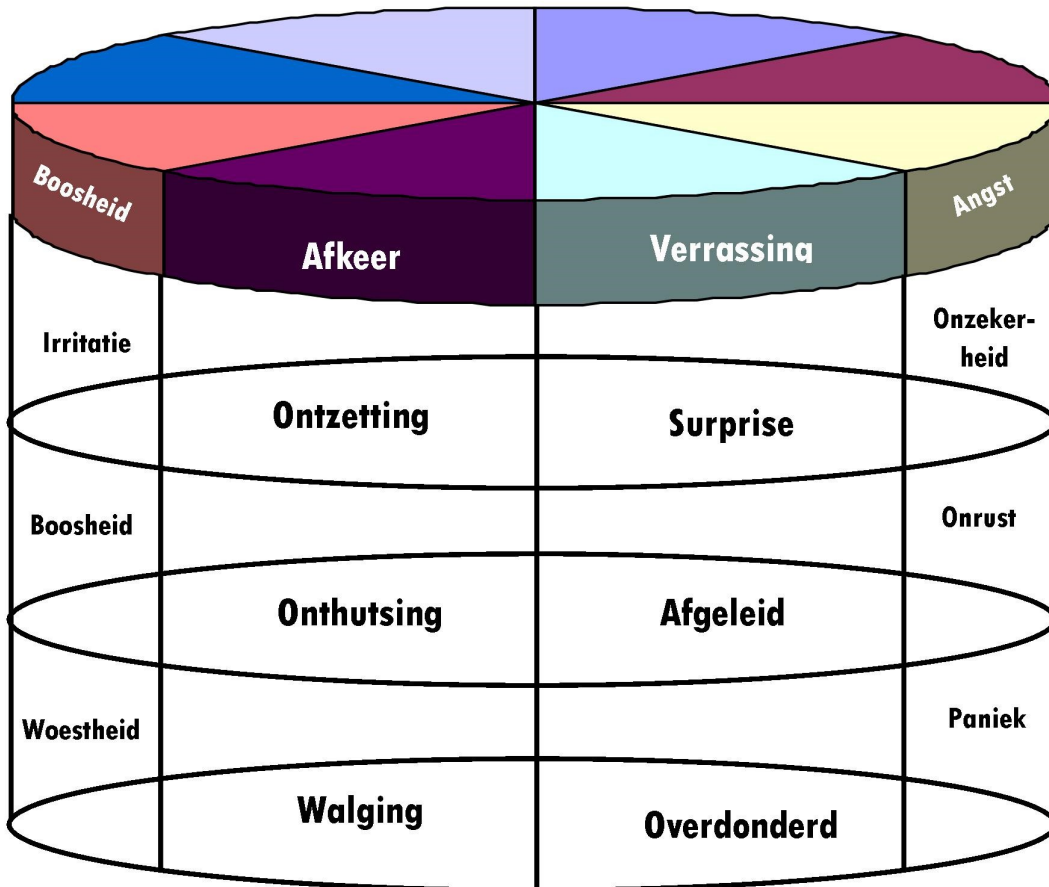 Boosheid
Afkeer
Verrassing
Angst
Irritatie
Onzeker-
heid
Ontzetting
Surprise
Boosheid
Onrust
Onthutsing
Afgeleid
Woestheid
Paniek
Walging
Overdonderd